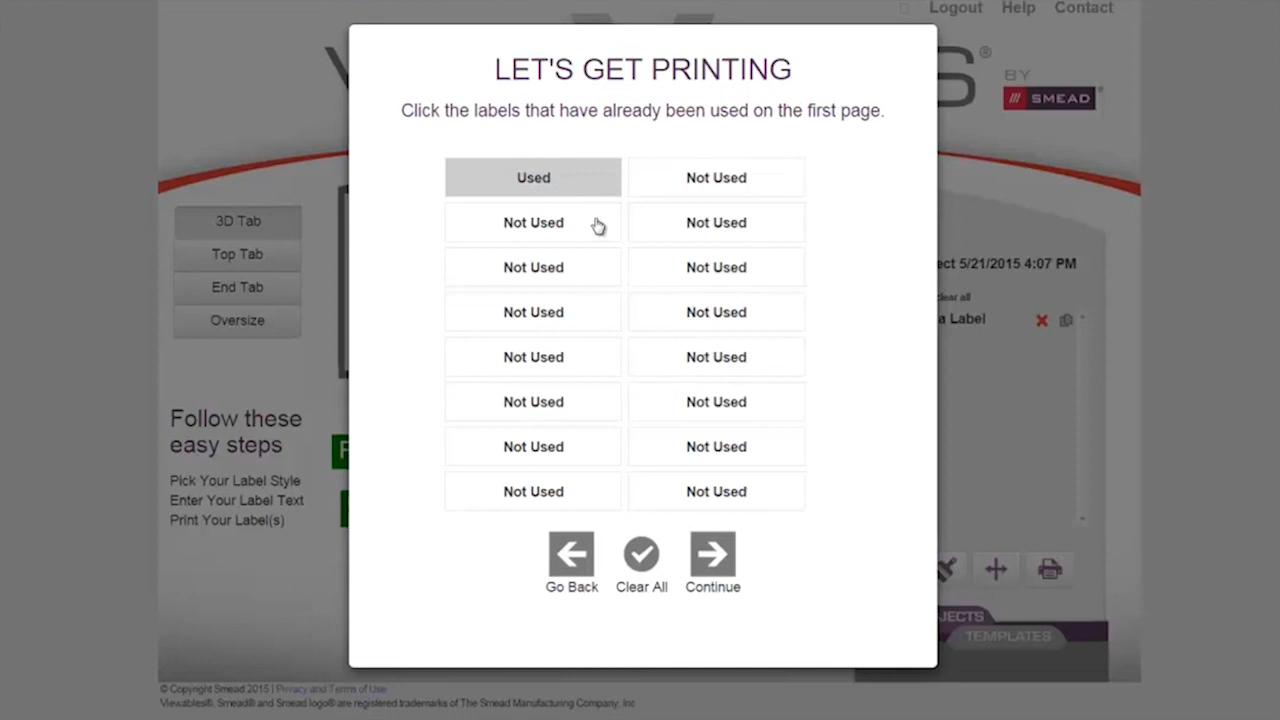 Logout Help Contact
BY
SMEAD
LET'S GET PRINTING
Click the labels that have already been used on the first page.
Used Not Used
Not Used Not Used
Not Used Not Used
Not Used Not Used
Not Used Not Used
Not Used Not Used
Not Used Not Used
Not Used Not Used
Go Back Clear All Continue
3D Tab
Top Tab
End Tab
Oversize
Follow these
easy steps
Pick Your Label Style
Enter Your Label Text
Print Your Label(s)
ect 5/21/2015 4:07 PM
clear all
a Label
JECTS
TEMPLATES
© Copyright Smead 2015 | Privacy and Terms of Use
Viewables®, Smead® and Smead logo® are registered trademarks of The Smead Manufacturing Company, Inc